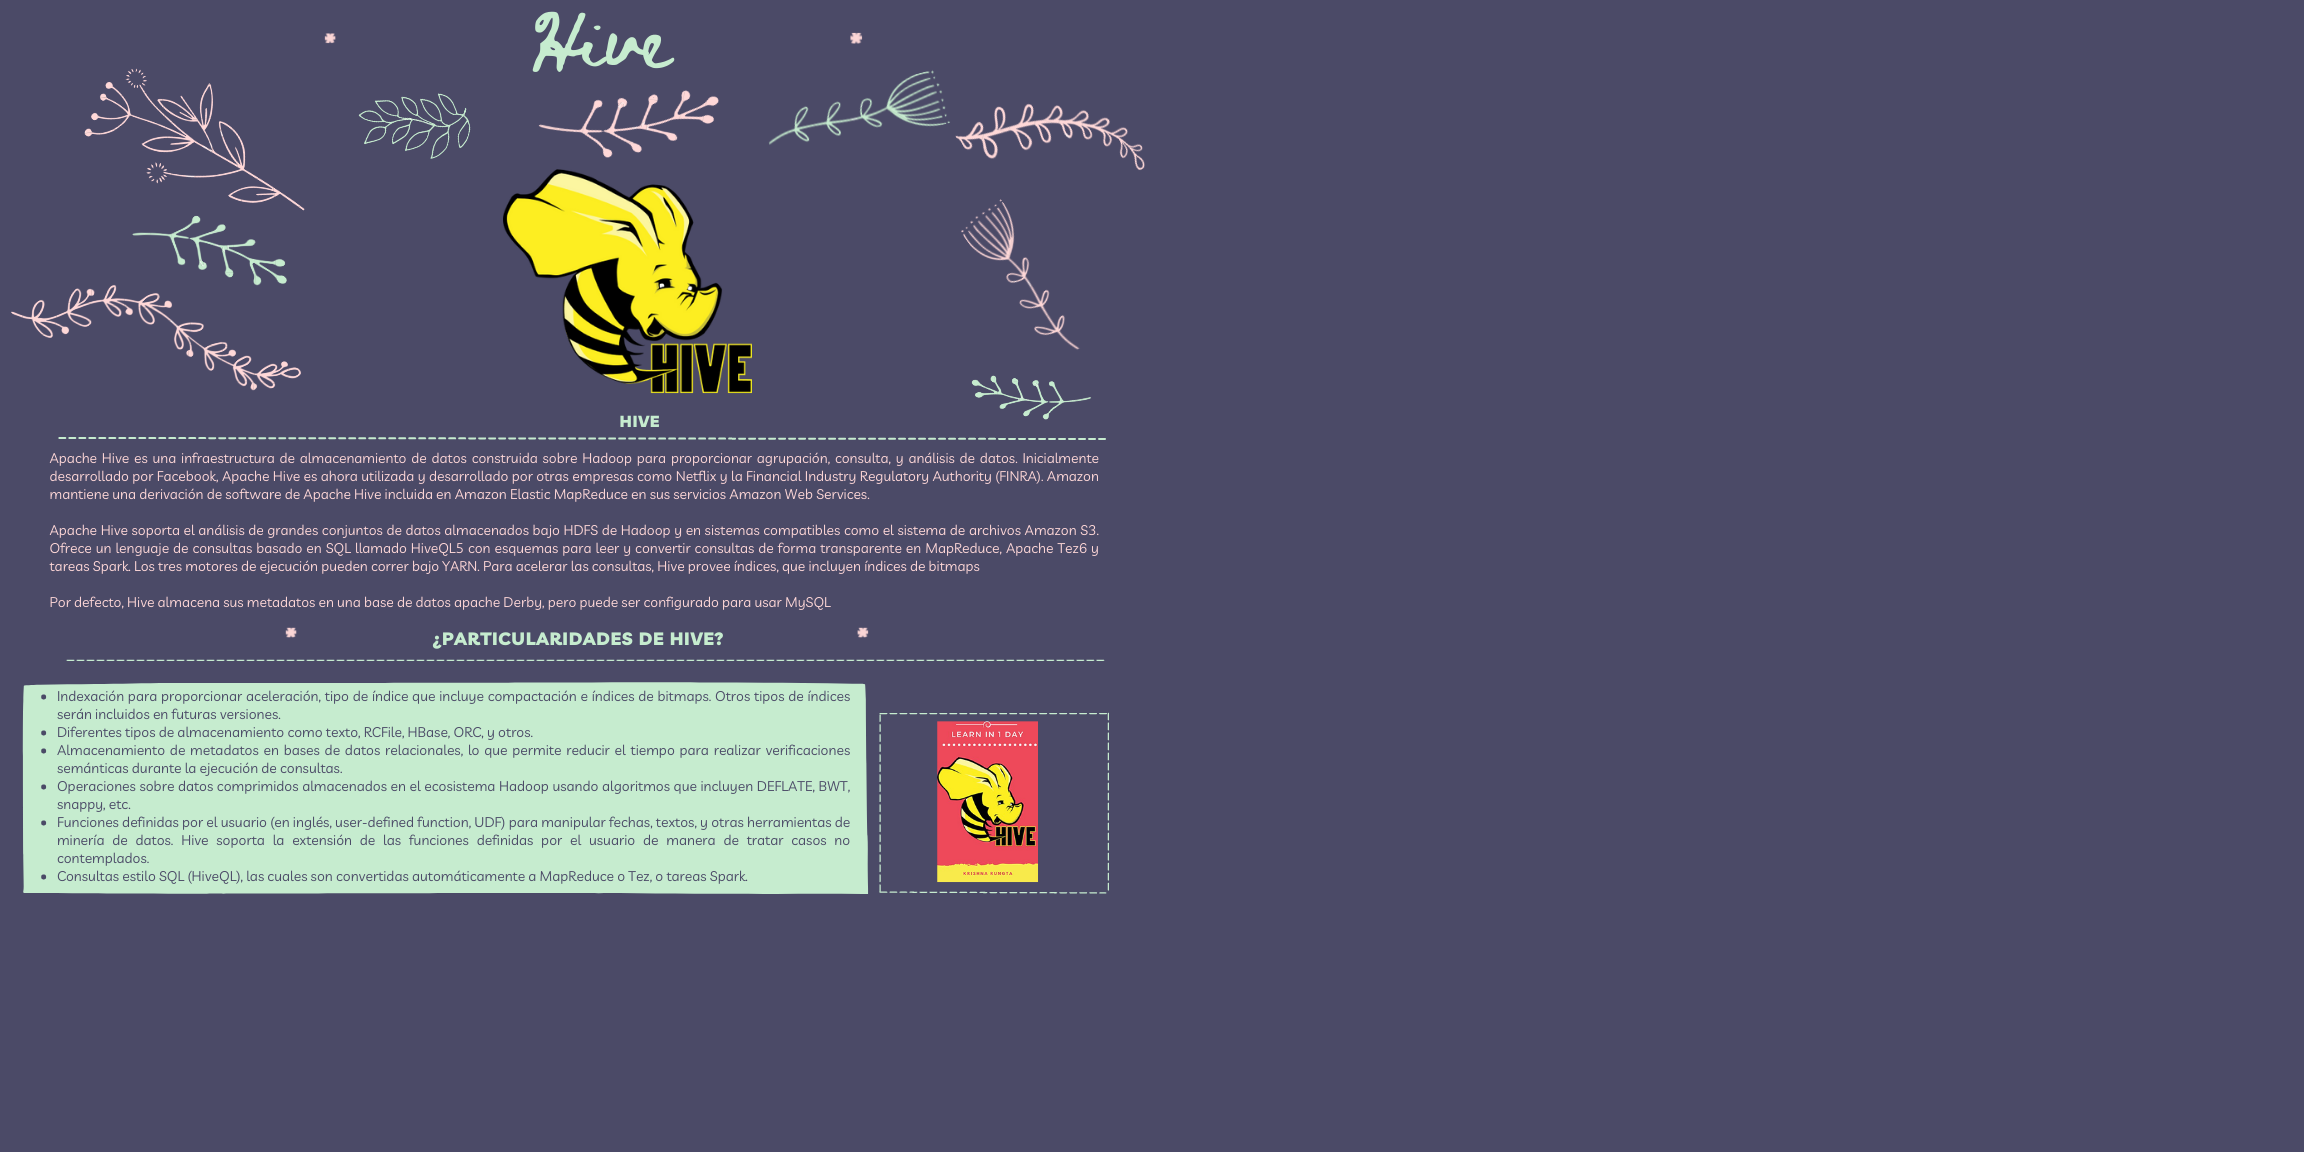 Hive
HIVE
HIVE
Apache Hive es una infraestructura de almacenamiento de datos construida sobre Hadoop para proporcionar agrupación, consulta, y análisis de datos. Inicialmente
desarrollado por Facebook, Apache Hive es ahora utilizada y desarrollado por otras empresas como Netflix y la Financial Industry Regulatory Authority (FINRA). Amazon
mantiene una derivación de software de Apache Hive incluida en Amazon Elastic MapReduce en sus servicios Amazon Web Services.
Apache Hive soporta el análisis de grandes conjuntos de datos almacenados bajo HDFS de Hadoop y en sistemas compatibles como el sistema de archivos Amazon S3.
Ofrece un lenguaje de consultas basado en SQL llamado HiveQL5 con esquemas para leer y convertir consultas de forma transparente en MapReduce, Apache Tez6 y
tareas Spark. Los tres motores de ejecución pueden correr bajo YARN. Para acelerar las consultas, Hive provee índices, que incluyen índices de bitmaps
Por defecto, Hive almacena sus metadatos en una base de datos apache Derby, pero puede ser configurado para usar MySQL
¿PARTICULARIDADES DE HIVE?
• Indexación para proporcionar aceleración, tipo de índice que incluye compactación e índices de bitmaps. Otros tipos de índices
serán incluidos en futuras versiones.
• Diferentes tipos de almacenamiento como texto, RCFile, HBase, ORC, y otros.
• Almacenamiento de metadatos en bases de datos relacionales, lo que permite reducir el tiempo para realizar verificaciones
semánticas durante la ejecución de consultas.
• Operaciones sobre datos comprimidos almacenados en el ecosistema Hadoop usando algoritmos que incluyen DEFLATE, BWT,
snappy, etc.
• Funciones definidas por el usuario (en inglés, user-defined function, UDF) para manipular fechas, textos, y otras herramientas de
minería de datos. Hive soporta la extensión de las funciones definidas por el usuario de manera de tratar casos no
contemplados.
• Consultas estilo SQL (HiveQL), las cuales son convertidas automáticamente a MapReduce o Tez, o tareas Spark.
LEARN IN 1 DAY
HIVE
KRISHNA RUNGTA